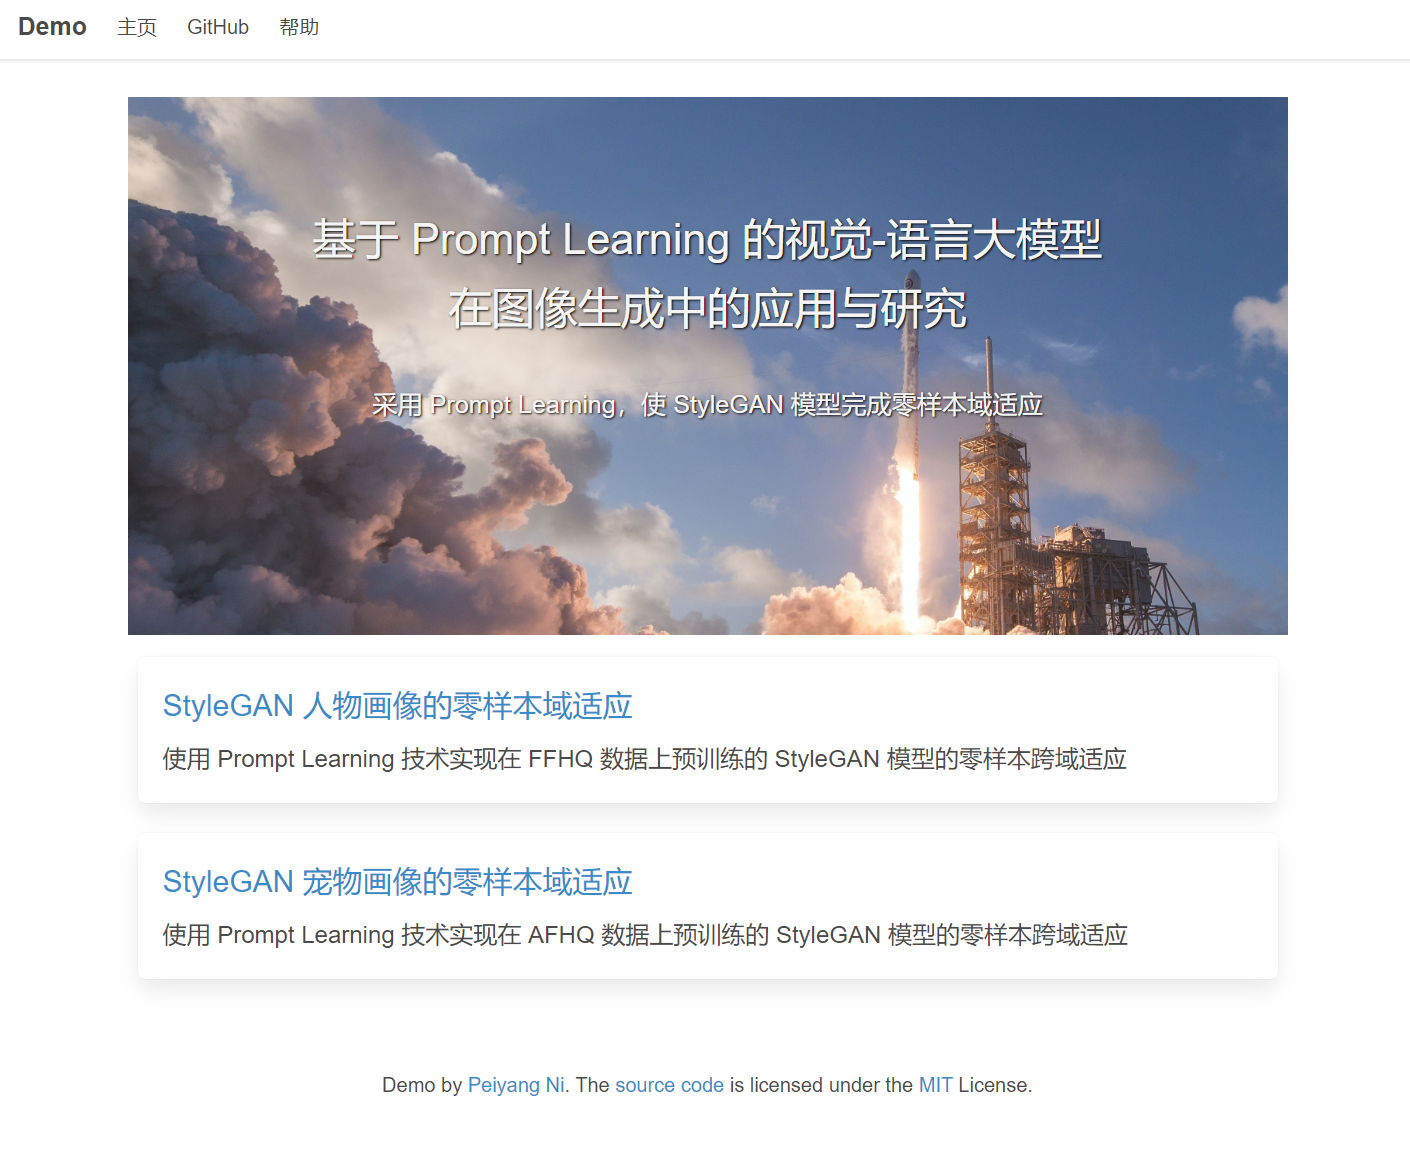 Demo 主页 GitHub 帮助
基于 Prompt Learning 的视觉-语言大模型
在图像生成中的应用与研究
采用 Prompt Learning，使 StyleGAN 模型完成零样本域适应
StyleGAN 人物画像的零样本域适应
使用 Prompt Learning 技术实现在 FFHQ 数据上预训练的 StyleGAN 模型的零样本跨域适应
StyleGAN 宠物画像的零样本域适应
使用 Prompt Learning 技术实现在 AFHQ 数据上预训练的 StyleGAN 模型的零样本跨域适应
Demo by Peiyang Ni. The source code is licensed under the MIT License.